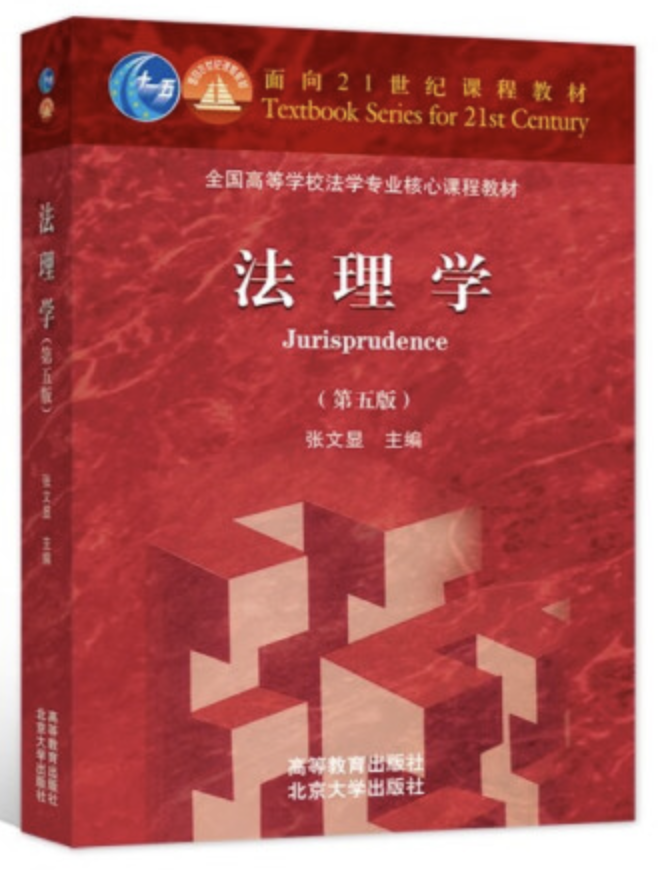 十一五
面向21世纪课程教材
Textbook Series for 21st Century
全国高等学校法学专业核心课程教材
法理学
Jurisprudence
（第五版）
张文显 主编
高等教育出版社
北京大学出版社
法理学（第五版）
张文显 主编
高等教育出版社
北京大学出版社